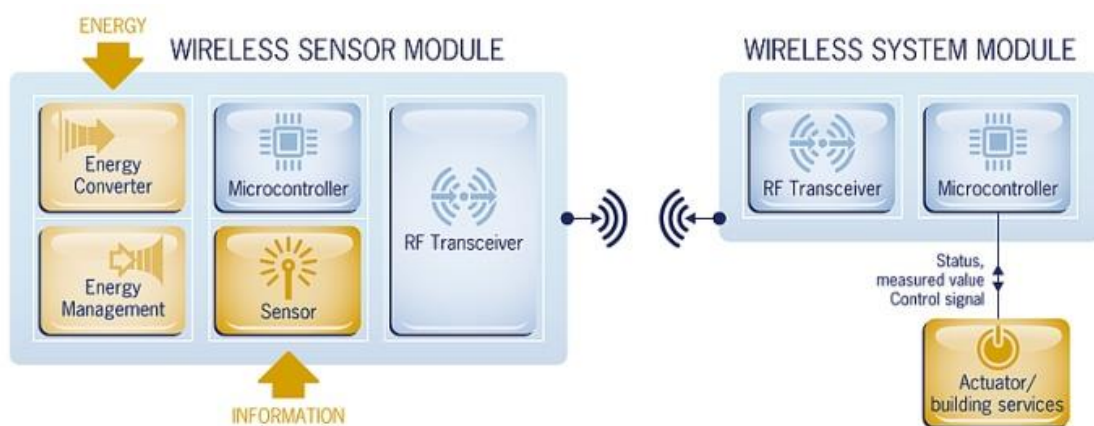 ENERGY
WIRELESS SENSOR MODULE
Energy
Converter
Microcontroller
RF Transceiver
Energy
Management
Sensor
INFORMATION
WIRELESS SYSTEM MODULE
RF Transceiver
Microcontroller
Status,
measured value
Control signal
Actuator/
building services